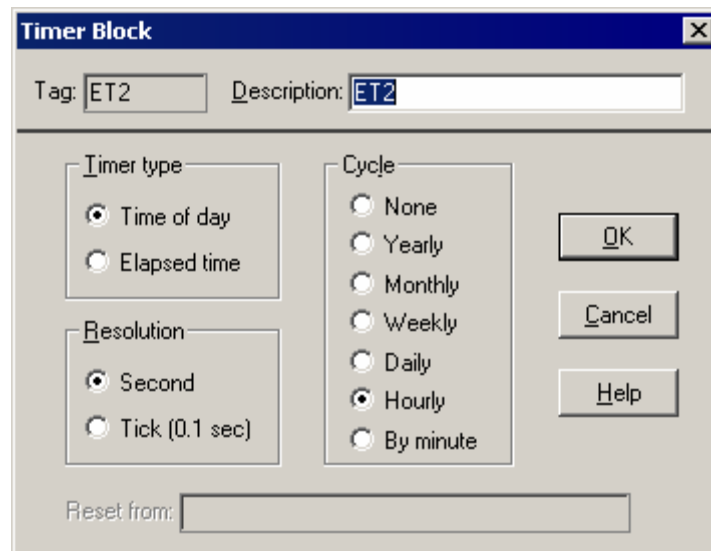 Timer Block
Tag: ET2 Description: ET2
Timer type
Time of day
Elapsed time
Resolution
Second
Tick (0.1 sec)
Cycle
None
Yearly
Monthly
Weekly
Daily
Hourly
By minute
OK
Cancel
Help
Reset from: